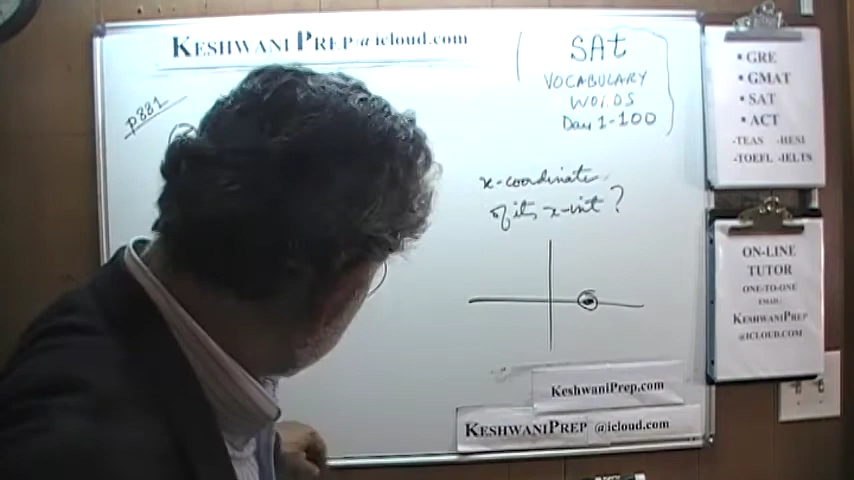 KESHWANIPREP@icloud.com
p881
SAt
VOCABULARY
WORDS
Day 1-100
x-coordinate
of its x-int?
KeshwaniPrep.com
KESHWANIPREP @icloud.com
• GRE
• GMAT
• SAT
• ACT
-TEAS -HESI
-TOEFL -IELTS
ON-LINE
TUTOR
ONE-TO-ONE
EMAIL:
KESHWANIPREP
@ICLOUD.COM